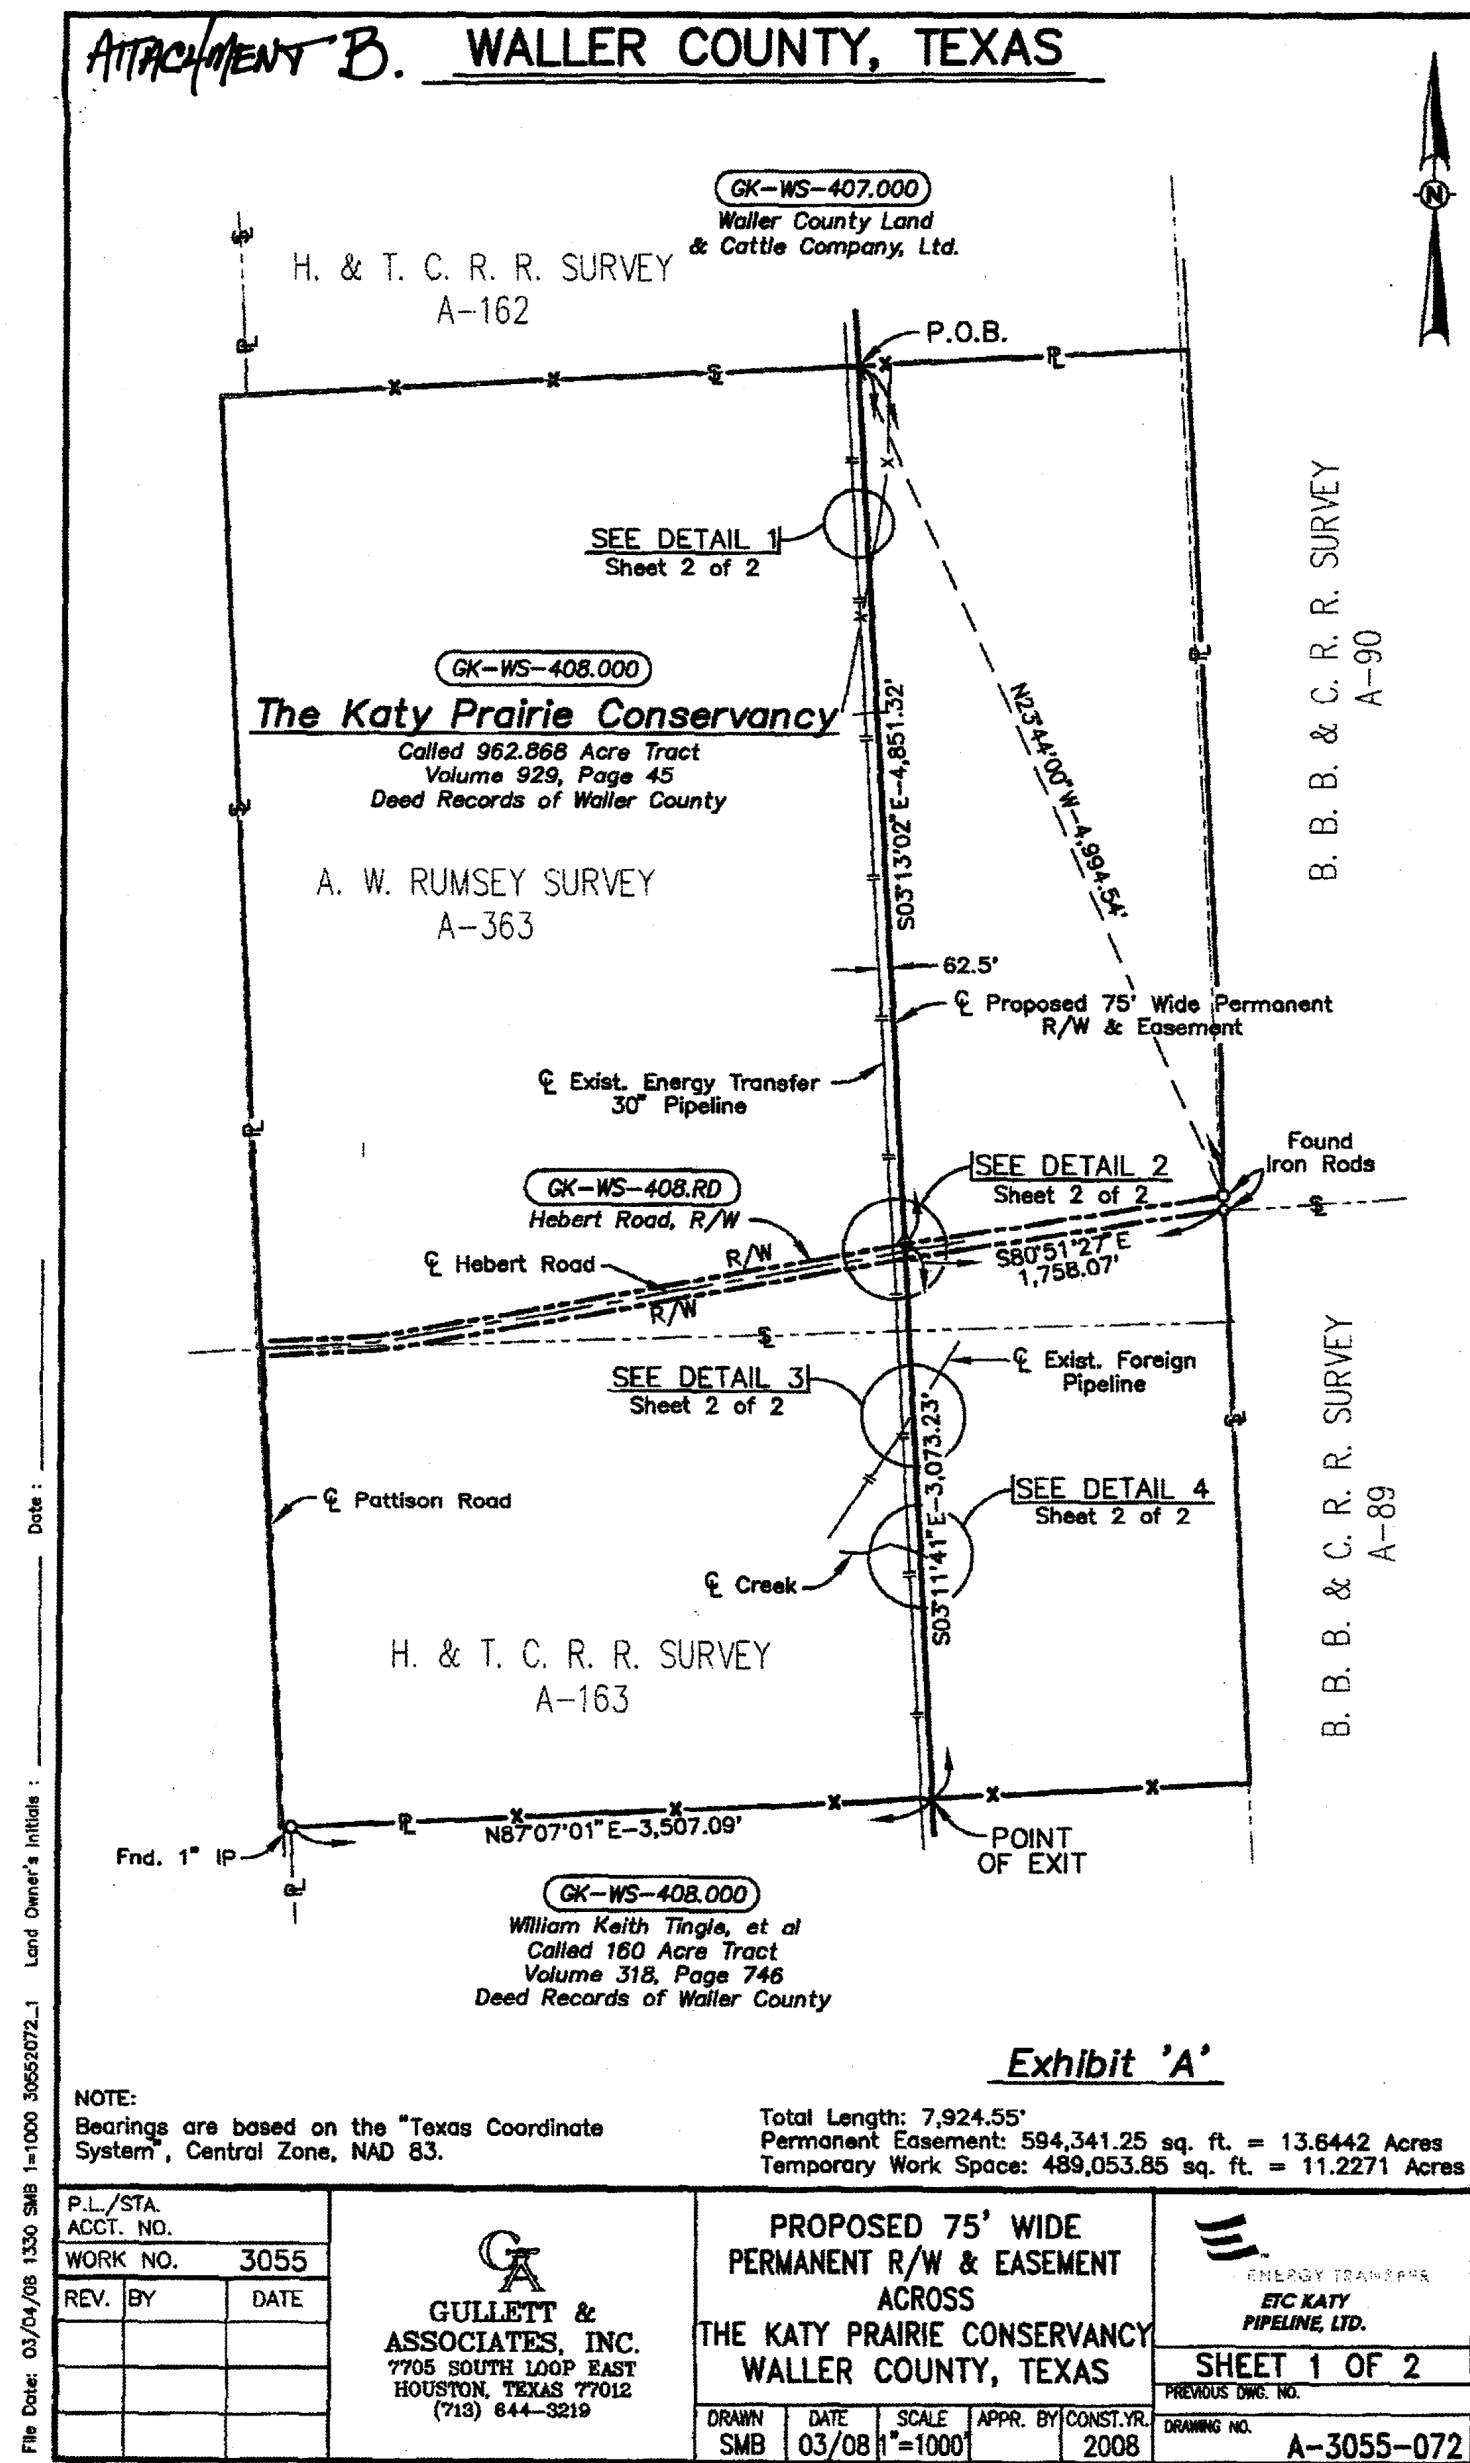 ATTACHMENT B.
WALLER COUNTY, TEXAS
N
GK-WS-407.000
Waller County Land
& Cattle Company, Ltd.
H. & T. C. R. R. SURVEY
A-162
P.O.B.
SEE DETAIL 1
Sheet 2 of 2
B. B. B. & C. R. R. SURVEY
A-90
GK-WS-408.000
The Katy Prairie Conservancy
Called 962.868 Acre Tract
Volume 929, Page 45
Deed Records of Waller County
S03°13'02"E-4,851.32'
N23°44'00"W-4,994.54'
A. W. RUMSEY SURVEY
A-363
62.5'
℄ Proposed 75' Wide Permanent
R/W & Easement
℄ Exist. Energy Transfer
30" Pipeline
Found
Iron Rods
SEE DETAIL 2
Sheet 2 of 2
GK-WS-408.RD
Hebert Road, R/W
℄ Hebert Road
R/W
R/W
S80°51'27"E
1,758.07'
SEE DETAIL 3
Sheet 2 of 2
℄ Exist. Foreign
Pipeline
℄ Pattison Road
SEE DETAIL 4
Sheet 2 of 2
S03°11'41"E-3,073.23'
℄ Creek
B. B. B. & C. R. R. SURVEY
A-89
H. & T. C. R. R. SURVEY
A-163
N87°07'01"E-3,507.09'
Fnd. 1" IP
POINT
OF EXIT
GK-WS-408.000
William Keith Tingle, et al
Called 160 Acre Tract
Volume 318, Page 746
Deed Records of Waller County
Exhibit 'A'
NOTE:
Bearings are based on the "Texas Coordinate
System", Central Zone, NAD 83.
Total Length: 7,924.55'
Permanent Easement: 594,341.25 sq. ft. = 13.6442 Acres
Temporary Work Space: 489,053.85 sq. ft. = 11.2271 Acres
File Date: 03/04/08 1330 SMB 1=1000 30552072_1 Land Owner's Initials : Date :
P.L./STA.
ACCT. NO.
WORK NO. 3055
REV. BY DATE
GA
GULLETT &
ASSOCIATES, INC.
7705 SOUTH LOOP EAST
HOUSTON, TEXAS 77012
(713) 644-3219
PROPOSED 75' WIDE
PERMANENT R/W & EASEMENT
ACROSS
THE KATY PRAIRIE CONSERVANCY
WALLER COUNTY, TEXAS
DRAWN DATE SCALE APPR. BY CONST.YR.
SMB 03/08 1"=1000' 2008
ENERGY TRANSFER
ETC KATY
PIPELINE, LTD.
SHEET 1 OF 2
PREVIOUS DWG. NO.
DRAWING NO.
A-3055-072